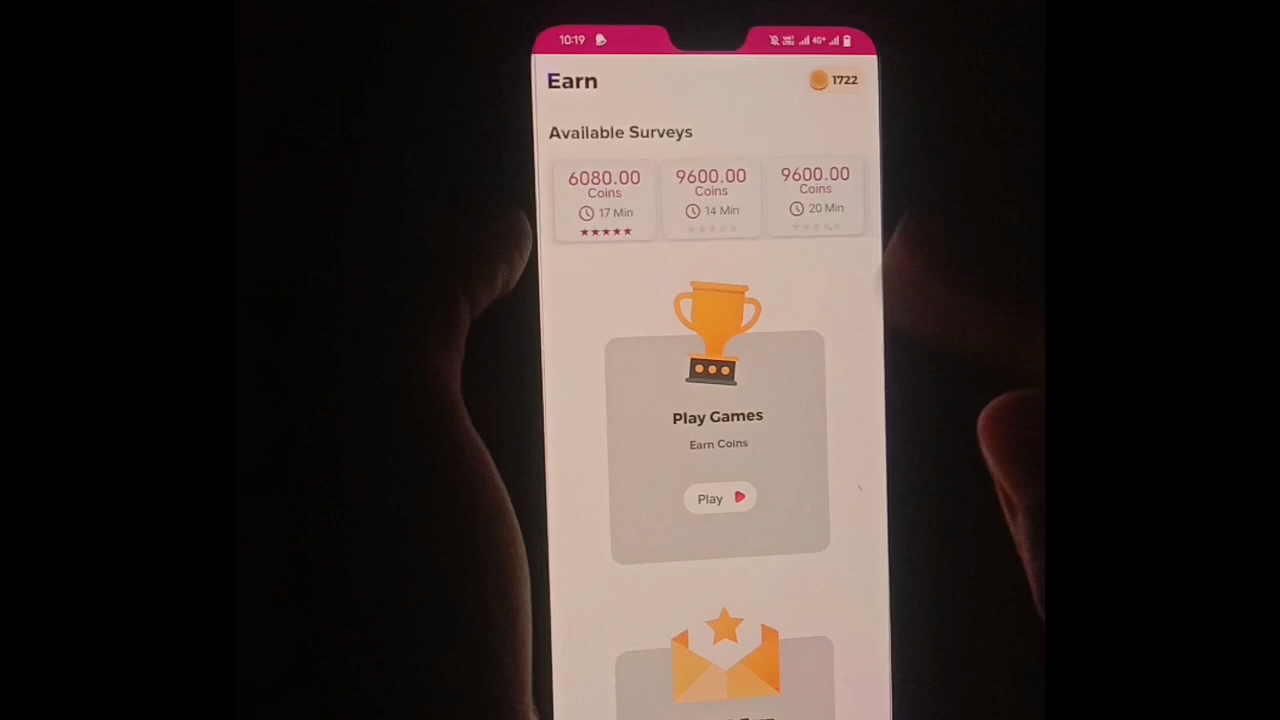 10:19
4G+
Earn
1722
Available Surveys
6080.00
Coins
17 Min
9600.00
Coins
14 Min
9600.00
Coins
20 Min
Play Games
Earn Coins
Play